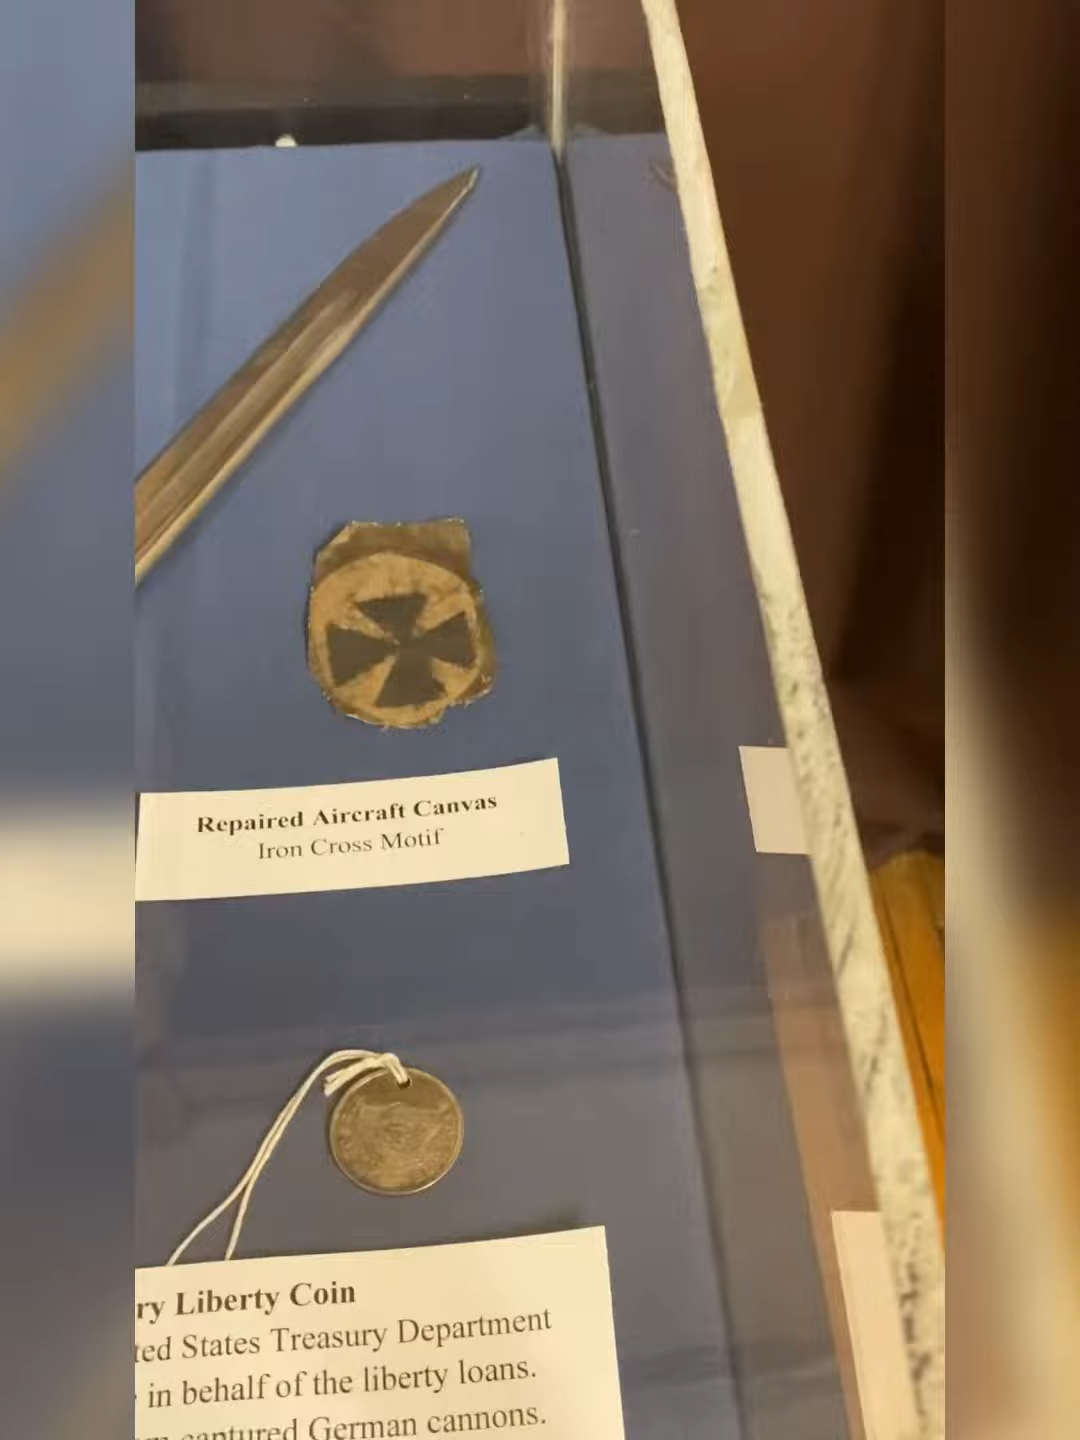 Repaired Aircraft Canvas
Iron Cross Motif
ry Liberty Coin
ted States Treasury Department
in behalf of the liberty loans.
captured German cannons.